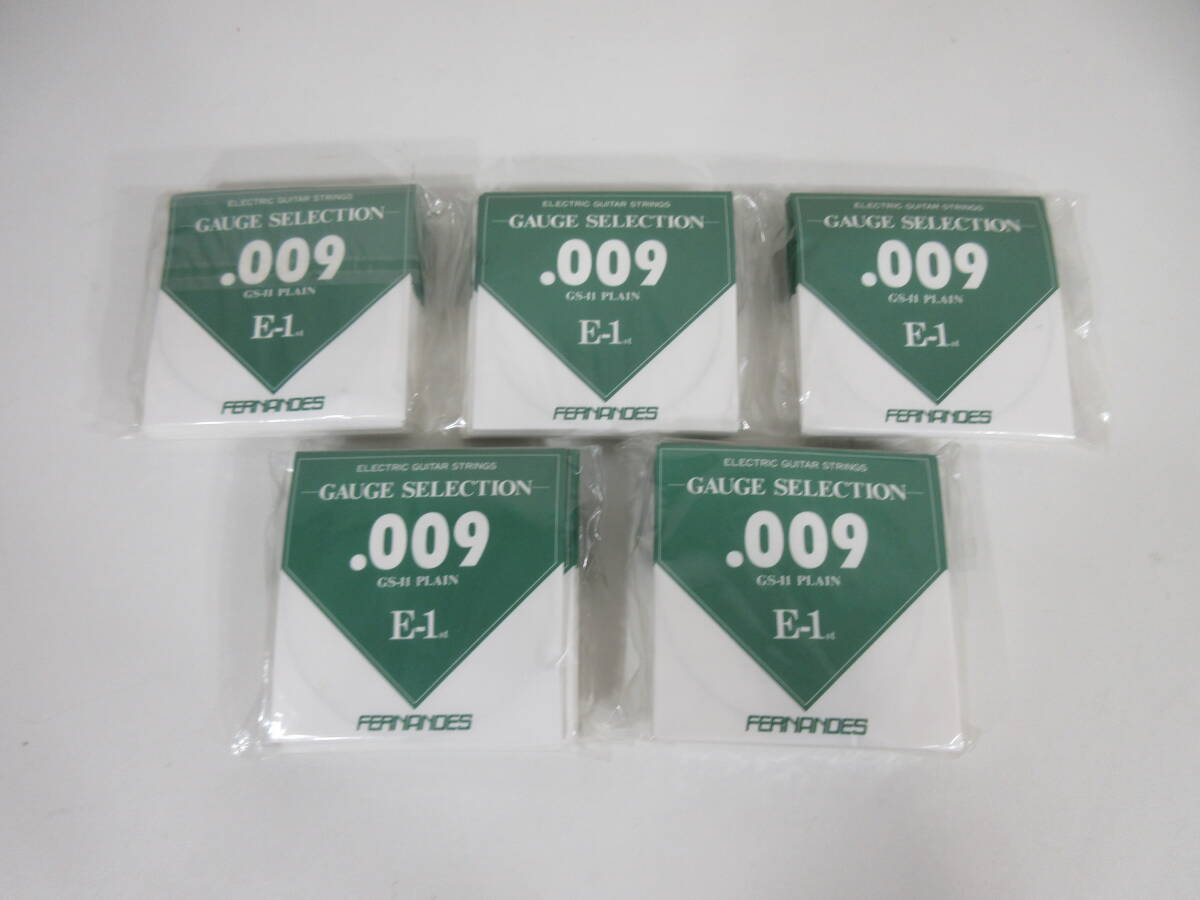 ELECTRIC GUITAR STRINGS
GAUGE SELECTION
.009
GS-11 PLAIN
E-1st
FERNANDES
ELECTRIC GUITAR STRINGS
GAUGE SELECTION
.009
GS-11 PLAIN
E-1st
FERNANDES
ELECTRIC GUITAR STRINGS
GAUGE SELECTION
.009
GS-11 PLAIN
E-1st
FERNANDES
ELECTRIC GUITAR STRINGS
GAUGE SELECTION
.009
GS-11 PLAIN
E-1st
FERNANDES
ELECTRIC GUITAR STRINGS
GAUGE SELECTION
.009
GS-11 PLAIN
E-1st
FERNANDES